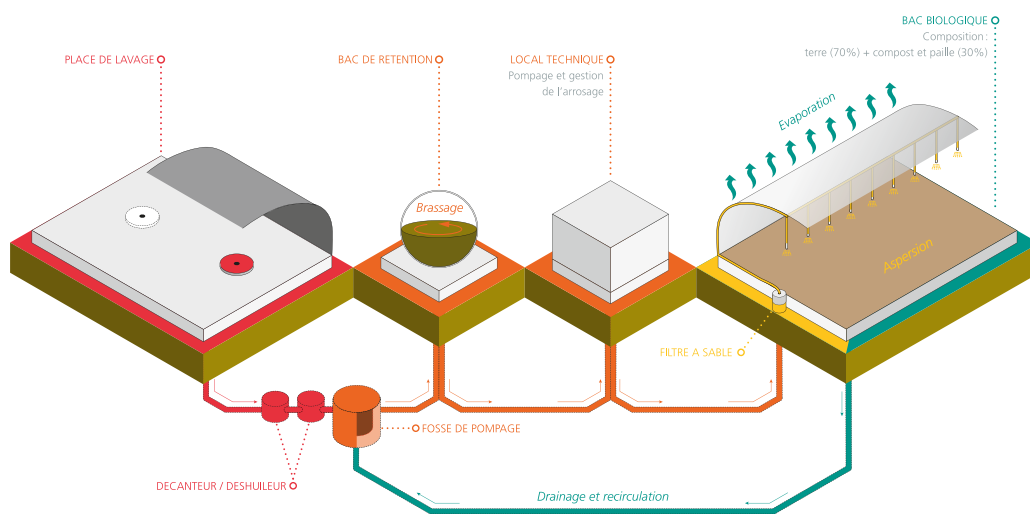 BAC BIOLOGIQUE
Composition :
terre (70%) + compost et paille (30%)
PLACE DE LAVAGE
BAC DE RETENTION
LOCAL TECHNIQUE
Pompage et gestion
de l'arrosage
Evaporation
Brassage
Aspersion
FILTRE A SABLE
FOSSE DE POMPAGE
DECANTEUR / DESHUILEUR
Drainage et recirculation